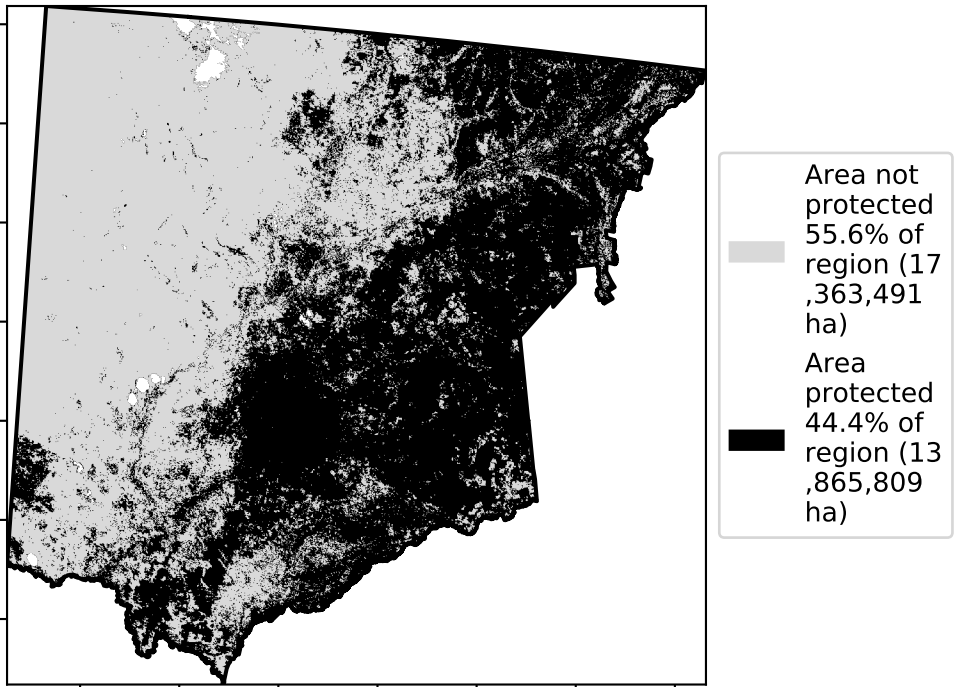 Area not
protected
55.6% of
region (17
,363,491
ha)
Area
protected
44.4% of
region (13
,865,809
ha)